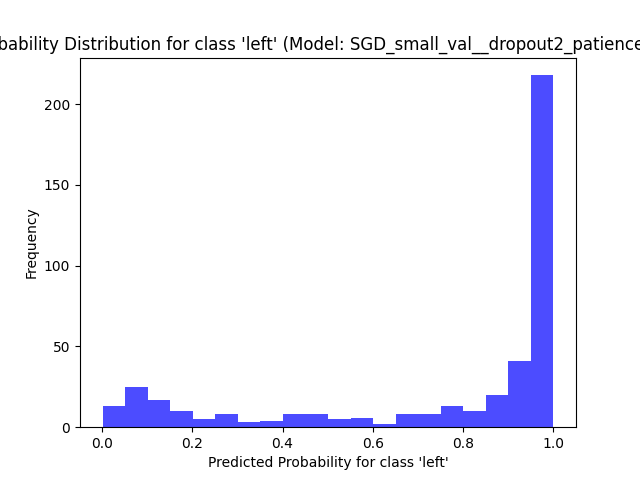 bability Distribution for class 'left' (Model: SGD_small_val__dropout2_patience
200
150
100
50
0
Frequency
0.0 0.2 0.4 0.6 0.8 1.0
Predicted Probability for class 'left'